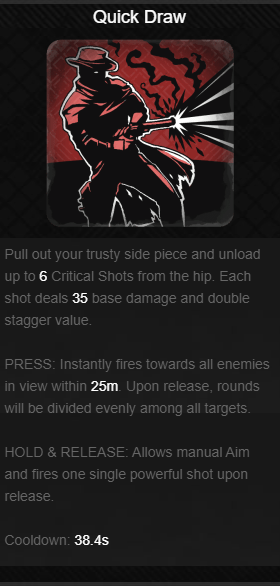 Quick Draw
Pull out your trusty side piece and unload
up to 6 Critical Shots from the hip. Each
shot deals 35 base damage and double
stagger value.
PRESS: Instantly fires towards all enemies
in view within 25m. Upon release, rounds
will be divided evenly among all targets.
HOLD & RELEASE: Allows manual Aim
and fires one single powerful shot upon
release.
Cooldown: 38.4s